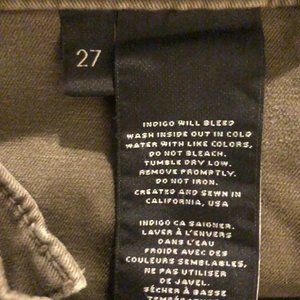 27
INDIGO WILL BLEED
WASH INSIDE OUT IN COLD
WATER WITH LIKE COLORS,
DO NOT BLEACH.
TUMBLE DRY LOW.
REMOVE PROMPTLY.
DO NOT IRON.
CREATED AND SEWN IN
CALIFORNIA, USA
INDIGO CA SAIGNER.
LAVER À L'ENVERS
DANS L'EAU
FROIDE AVEC DES
COULEURS SEMBLABLES,
NE PAS UTILISER
DE JAVEL.
SÉCHER À BASSE
TEMPÉRATURE